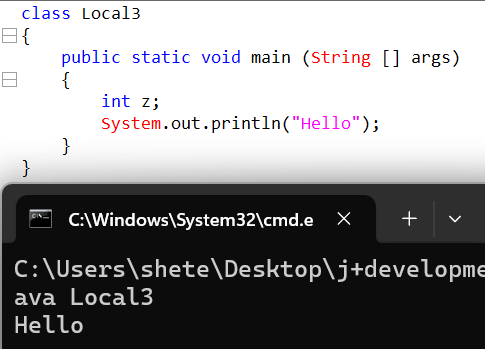 class Local3
{
public static void main (String [] args)
{
int z;
System.out.println("Hello");
}
}
C:\Windows\System32\cmd.e
C:\Users\shete\Desktop\j+developme
ava Local3
Hello